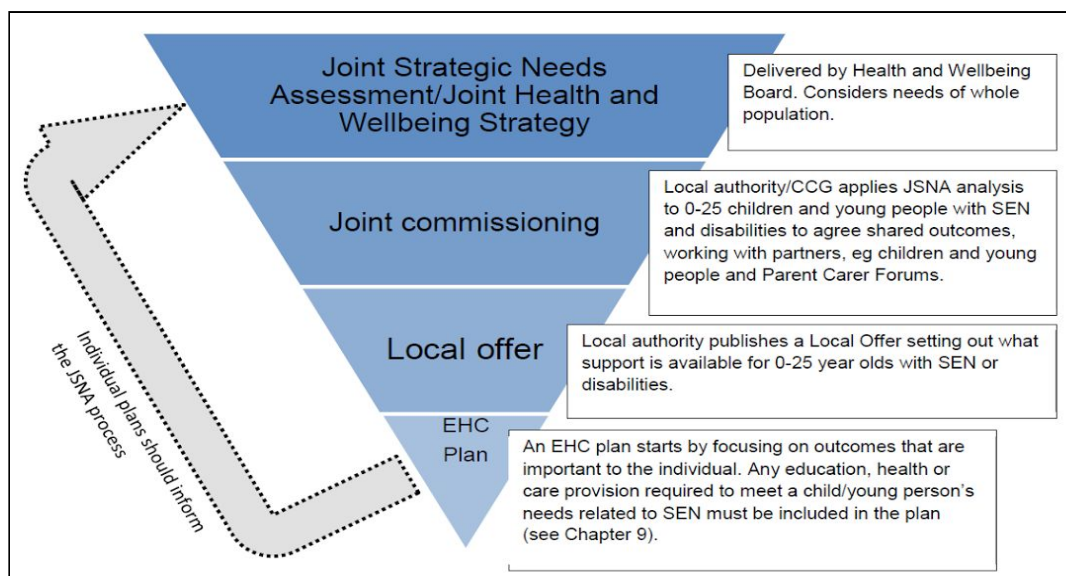 Joint Strategic Needs
Assessment/Joint Health and
Wellbeing Strategy
Delivered by Health and Wellbeing
Board. Considers needs of whole
population.
Joint commissioning
Local authority/CCG applies JSNA analysis
to 0-25 children and young people with SEN
and disabilities to agree shared outcomes,
working with partners, eg children and young
people and Parent Carer Forums.
Local offer
Local authority publishes a Local Offer setting out what
support is available for 0-25 year olds with SEN or
disabilities.
EHC
Plan
An EHC plan starts by focusing on outcomes that are
important to the individual. Any education, health or
care provision required to meet a child/young person's
needs related to SEN must be included in the plan
(see Chapter 9).
Individual plans should inform
the JSNA process